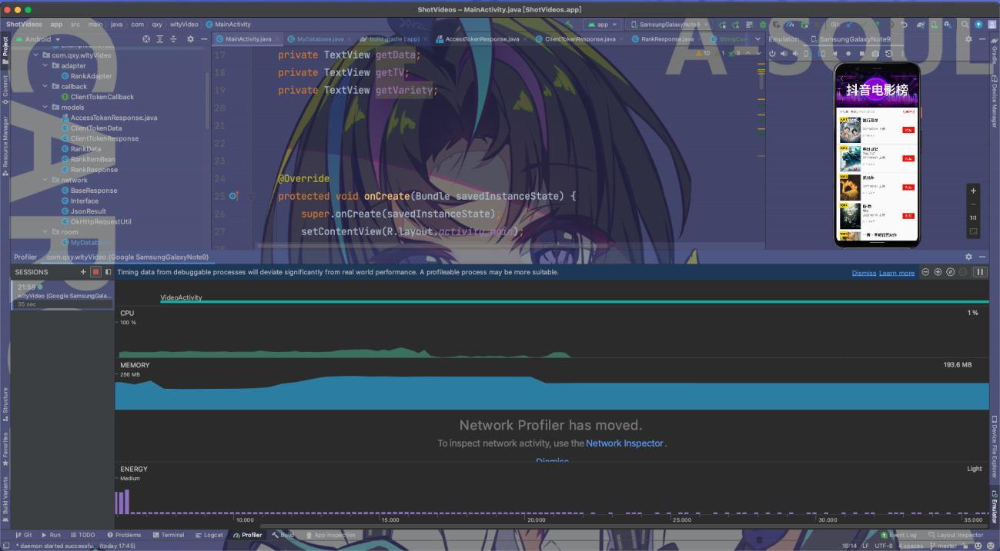 ShotVideos – MainActivity.java [ShotVideos.app]
ShotVideos app src main java com qxy wltyVideo MainActivity
app SamsungGalaxyNote9 Git:
Project
Android
MainActivity.java MyDatabase.java build.gradle (:app) AccessTokenResponse.java ClientTokenResponse.java RankResponse.java
Emulator: SamsungGalaxyNote9
com.qxy.wltyVideo
adapter
RankAdapter
callback
ClientTokenCallback
models
AccessTokenResponse.java
ClientTokenData
ClientTokenResponse
RankData
RankItemBean
RankResponse
network
BaseResponse
Interface
JsonResult
OkHttpRequestUtil
room
17 private TextView getData;
18 private TextView getTV;
19 private TextView getVariety;
20
21
22
23
24 @Override
25 protected void onCreate(Bundle savedInstanceState) {
26 super.onCreate(savedInstanceState);
27 setContentView(R.layout.activity_main);
10 1 3
A-SOUL
抖音电影榜
1:1
Commit
Resource Manager
Structure
Favorites
Build Variants
Gradle
Device Manager
Device File Explorer
Emulator
Profiler com.qxy.wltyVideo (Google SamsungGalaxyNote9)
SESSIONS
Timing data from debuggable processes will deviate significantly from real world performance. A profileable process may be more suitable.
Dismiss Learn more
21:59
wltyVideo (Google SamsungGala...
35 sec
VideoActivity
CPU
100 %
1 %
MEMORY
256 MB
193.6 MB
Network Profiler has moved.
To inspect network activity, use the Network Inspector.
Dismiss
ENERGY
Medium
Light
10.000 15.000 20.000 25.000 30.000 35.000
Git Run TODO Problems Terminal Logcat Profiler Build App Inspection
1 Event Log Layout Inspector
* daemon started successfu... (today 17:45)
16:14 LF UTF-8 4 spaces master